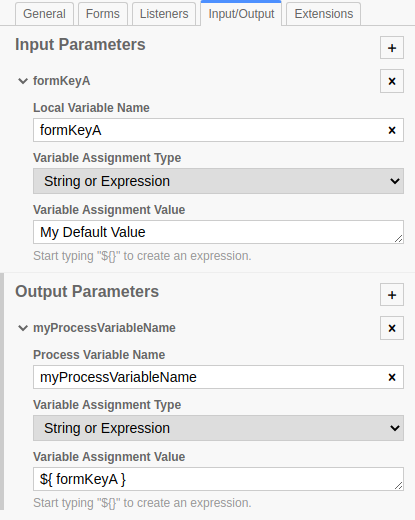 General Forms Listeners Input/Output Extensions
Input Parameters +
formKeyA ×
Local Variable Name
formKeyA ×
Variable Assignment Type
String or Expression
Variable Assignment Value
My Default Value
Start typing "${}" to create an expression.
Output Parameters +
myProcessVariableName ×
Process Variable Name
myProcessVariableName ×
Variable Assignment Type
String or Expression
Variable Assignment Value
${ formKeyA }
Start typing "${}" to create an expression.